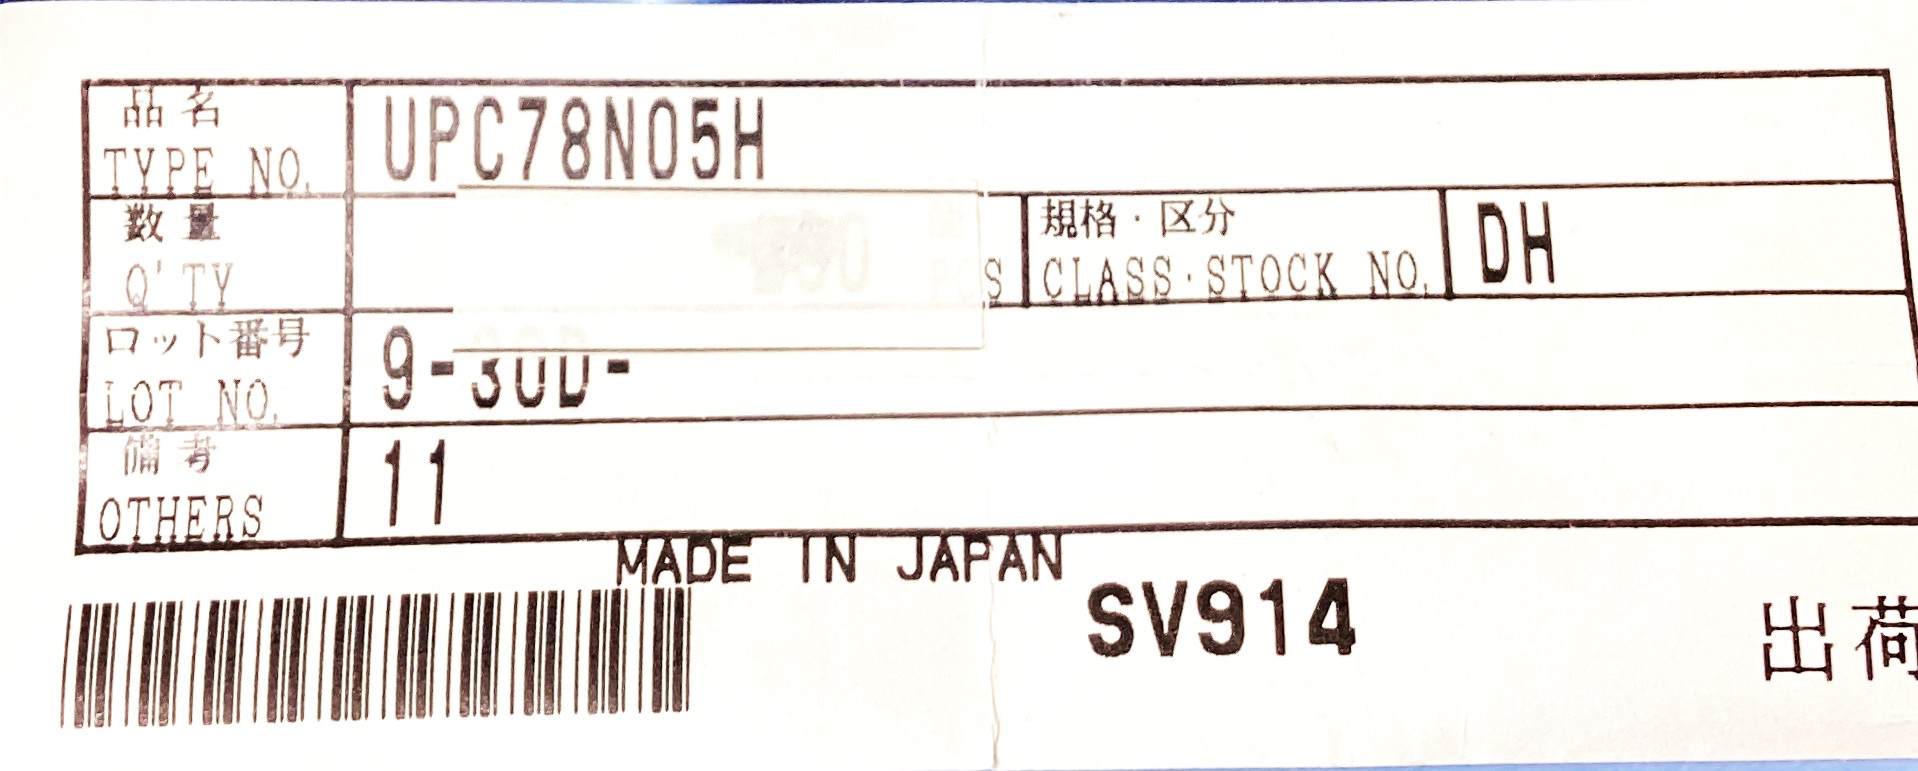 品名
TYPE NO. UPC78N05H
数量
Q'TY
規格・区分
CLASS・STOCK NO. DH
ロット番号
LOT NO. 9-30D-
備考
OTHERS 11
MADE IN JAPAN
SV914
出荷